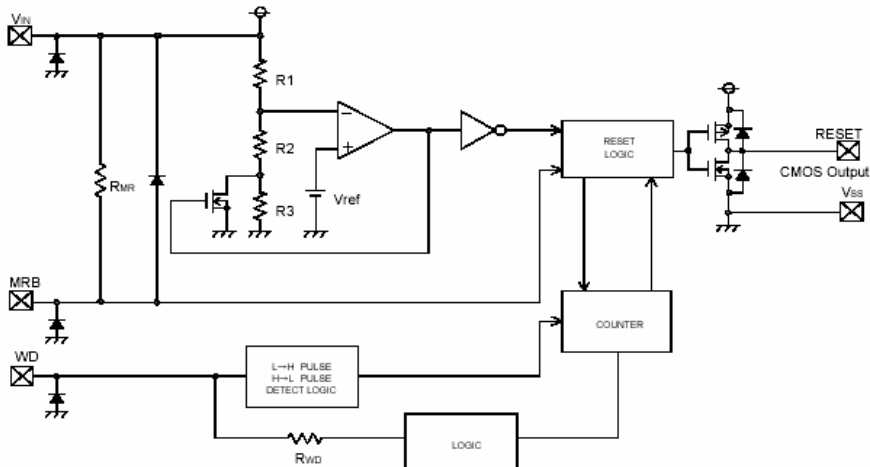 VIN
R1
R2
R3
RMR
Vref
RESET
LOGIC
RESET
CMOS Output
VSS
MRB
COUNTER
WD
L→H PULSE
H→L PULSE
DETECT LOGIC
RWD
LOGIC